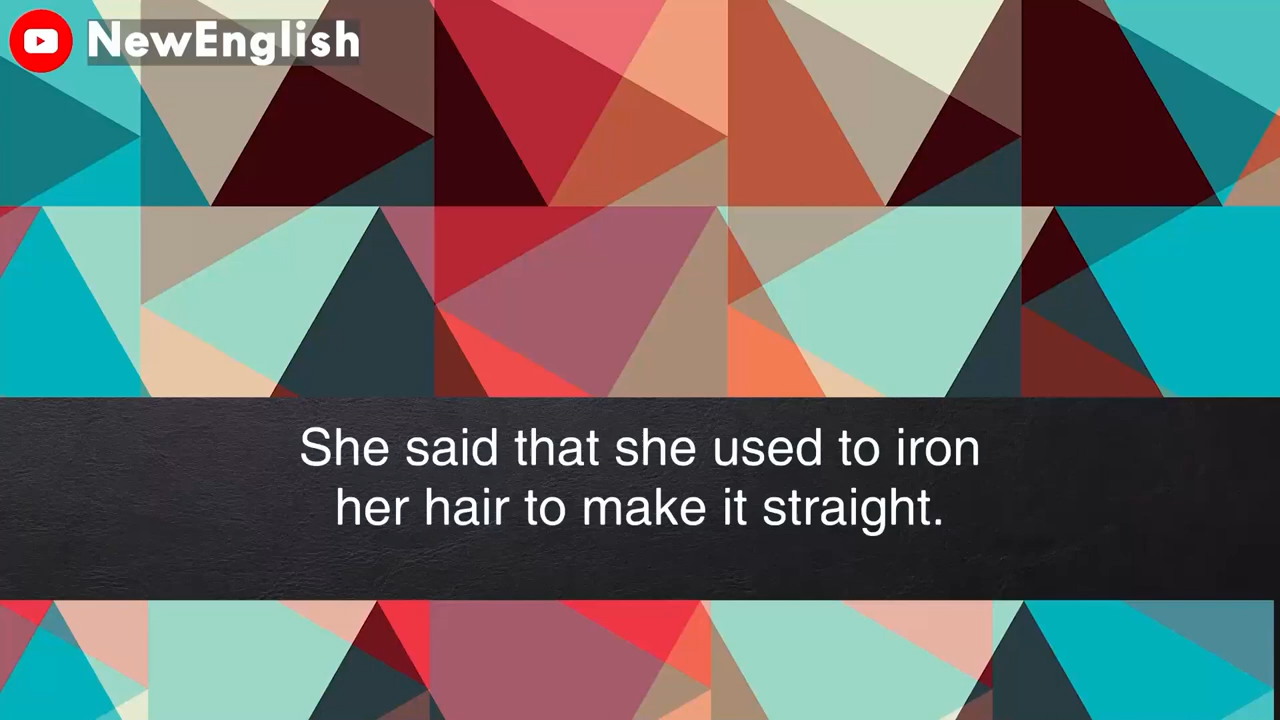 NewEnglish
She said that she used to iron
her hair to make it straight.